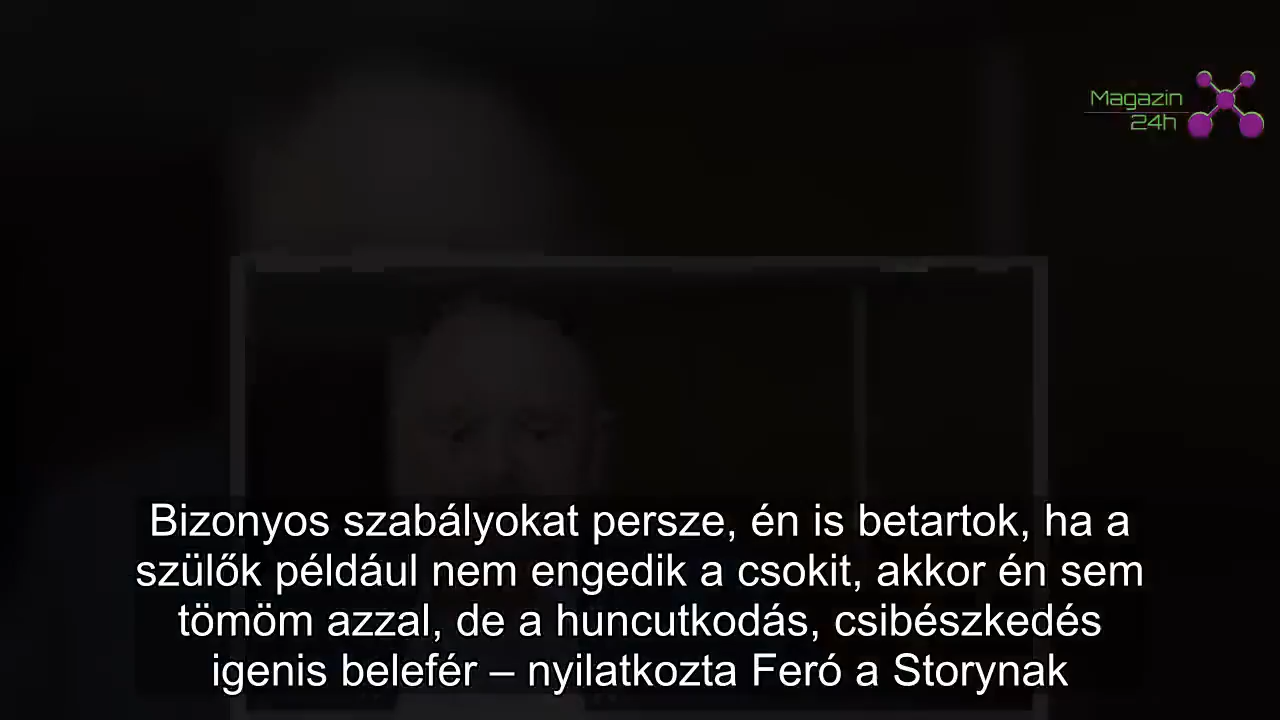 Magazin
24h
Bizonyos szabályokat persze, én is betartok, ha a
szülők például nem engedik a csokit, akkor én sem
tömöm azzal, de a huncutkodás, csibészkedés
igenis belefér – nyilatkozta Feró a Storynak